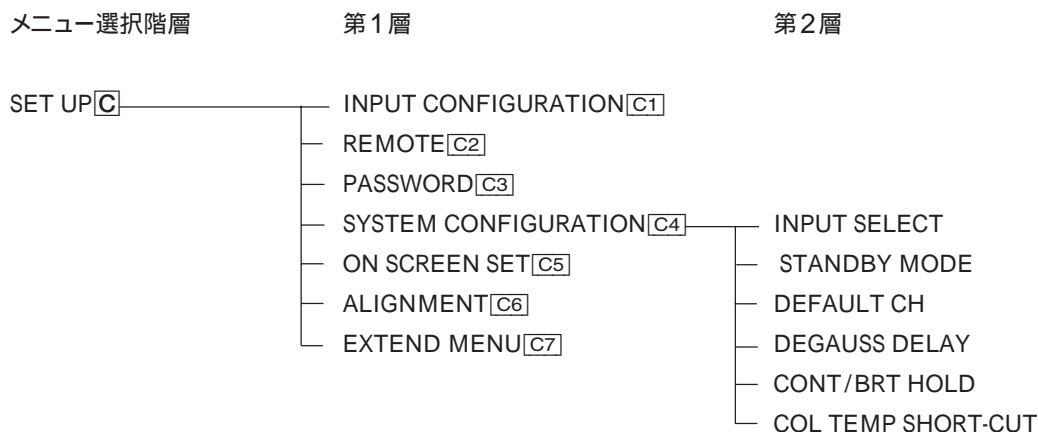 メニュー選択階層 第1層 第2層
SET UP C INPUT CONFIGURATION C1
REMOTE C2
PASSWORD C3
SYSTEM CONFIGURATION C4 INPUT SELECT
ON SCREEN SET C5 STANDBY MODE
ALIGNMENT C6 DEFAULT CH
EXTEND MENU C7 DEGAUSS DELAY
CONT/BRT HOLD
COL TEMP SHORT-CUT